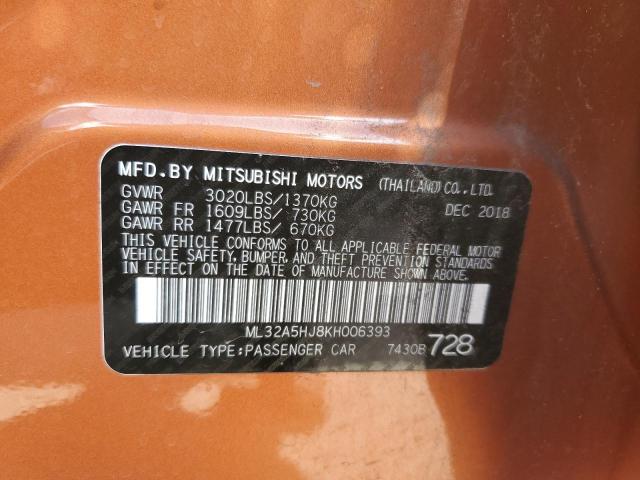 MFD. BY MITSUBISHI MOTORS (THAILAND) CO., LTD.
GVWR 3020LBS/1370KG DEC 2018
GAWR FR 1609LBS/ 730KG
GAWR RR 1477LBS/ 670KG
THIS VEHICLE CONFORMS TO ALL APPLICABLE FEDERAL MOTOR
VEHICLE SAFETY, BUMPER, AND THEFT PREVENTION STANDARDS
IN EFFECT ON THE DATE OF MANUFACTURE SHOWN ABOVE.
ML32A5HJ8KH006393
VEHICLE TYPE:PASSENGER CAR 7430B 728